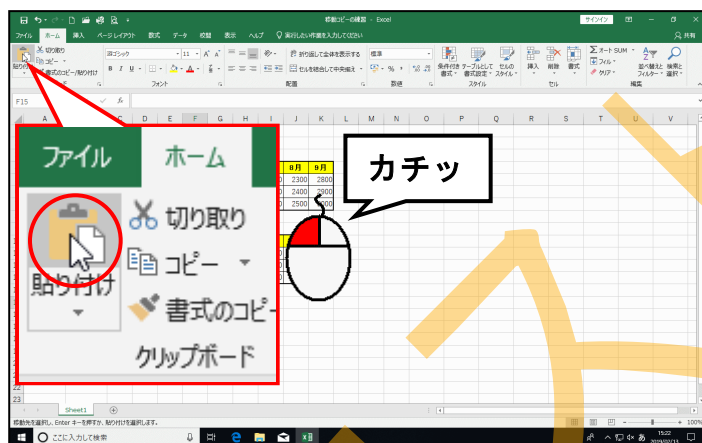 移動コピーの練習 - Excel
サインイン
ファイル ホーム 挿入 ページレイアウト 数式 データ 校閲 表示 ヘルプ 実行したい作業を入力してください 共有
切り取り
コピー
書式のコピー/貼り付け
貼り付け
游ゴシック 11
B I U
折り返して全体を表示する
セルを結合して中央揃え
標準
条件付き書式 テーブルとして書式設定 セルのスタイル
挿入 削除 書式
オート SUM
フィル
クリア
並べ替えとフィルター 検索と選択
フォント 配置 数値 スタイル セル 編集
F15 fx
A C D E F G H I J K L M N O P Q R S T U V
ファイル ホーム
切り取り
コピー
書式のコピー
貼り付け
クリップボード
カチッ
8月 9月
2300 2800
2400 2900
2500
22
23
Sheet1
移動先を選択し、Enter キーを押すか、貼り付けを選択します。
100%
ここに入力して検索
あ
15:22
2019/02/13